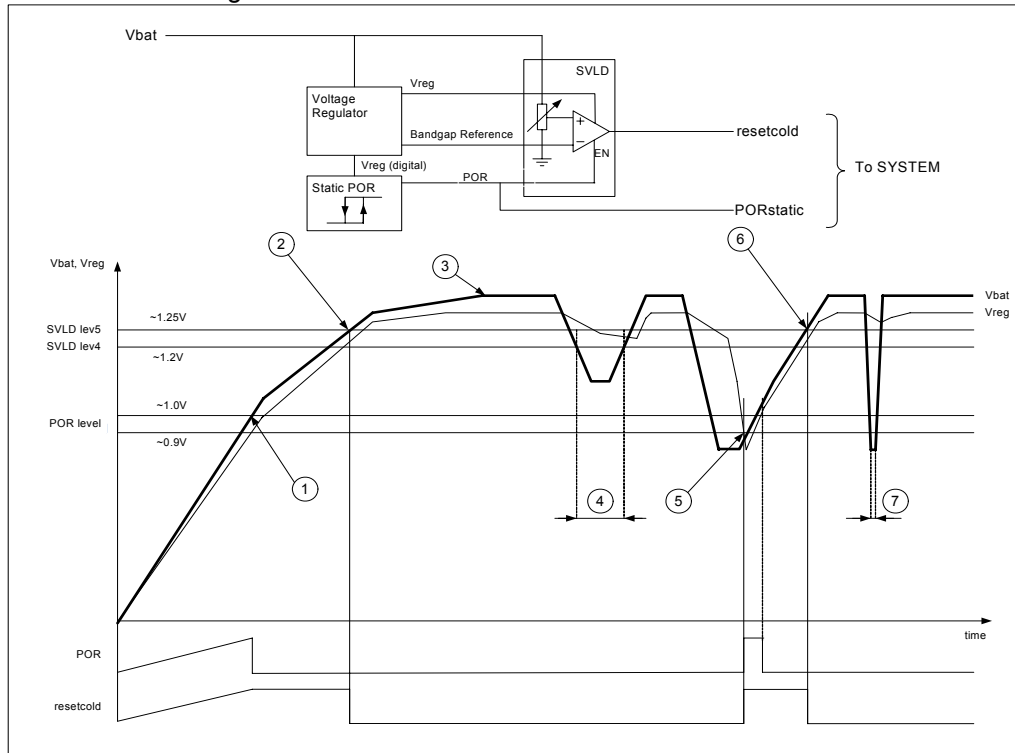 Vbat
SVLD
Vreg
Voltage
Regulator
Bandgap Reference
resetcold
EN
Vreg (digital)
POR
Static POR
PORstatic
To SYSTEM
+
−
2
6
3
Vbat, Vreg
Vbat
Vreg
~1.25V
SVLD lev5
SVLD lev4
~1.2V
~1.0V
POR level
~0.9V
1
4
5
7
time
POR
resetcold